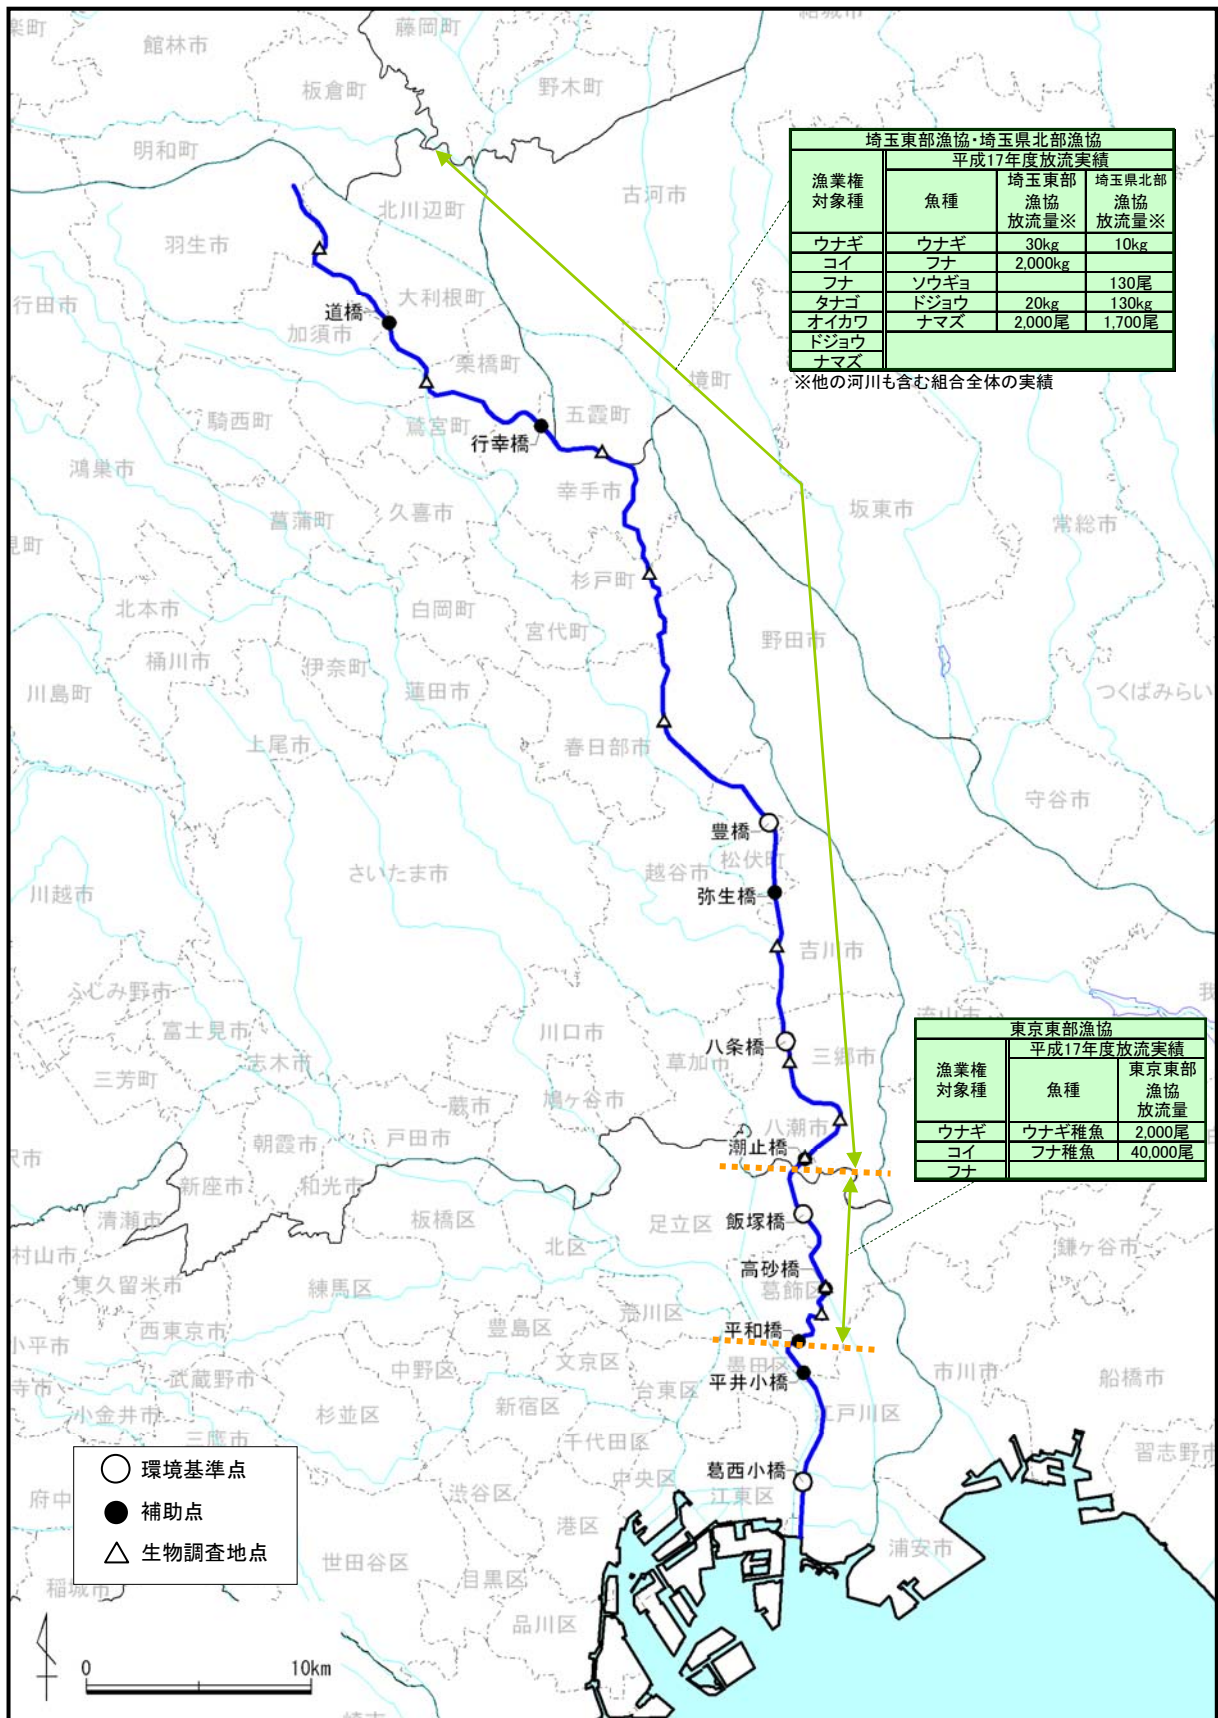 楽町
館林市
藤岡町
結城市
板倉町
野木町
明和町
古河市
北川辺町
羽生市
大利根町
行田市
道橋
加須市
栗橋町
境町
五霞町
騎西町
鷲宮町
行幸橋
鴻巣市
幸手市
菖蒲町
久喜市
坂東市
常総市
見町
杉戸町
北本市
白岡町
宮代町
野田市
桶川市
伊奈町
川島町
蓮田市
つくばみらい
上尾市
春日部市
守谷市
豊橋
松伏町
さいたま市
越谷市
川越市
弥生橋
吉川市
ふじみ野市
富士見市
川口市
流山市
我
八条橋
三郷市
志木市
草加市
三芳町
蕨市
鳩ヶ谷市
八潮市
朝霞市
戸田市
潮止橋
沢市
新座市
和光市
清瀬市
板橋区
足立区
飯塚橋
村山市
北区
鎌ヶ谷市
高砂橋
東久留米市
練馬区
葛飾区
荒川区
豊島区
小平市
西東京市
平和橋
中野区
文京区
墨田区
市川市
船橋市
武蔵野市
台東区
平井小橋
寺市
小金井市
杉並区
新宿区
江戸川区
三鷹市
千代田区
習志野市
中央区
葛西小橋
府中
渋谷区
江東区
港区
浦安市
世田谷区
目黒区
稲城市
品川区
崎市
埼玉東部漁協・埼玉県北部漁協
漁業権
対象種
平成17年度放流実績
魚種
埼玉東部
漁協
放流量※
埼玉県北部
漁協
放流量※
ウナギ ウナギ 30kg 10kg
コイ フナ 2,000kg
フナ ソウギョ 130尾
タナゴ ドジョウ 20kg 130kg
オイカワ ナマズ 2,000尾 1,700尾
ドジョウ
ナマズ
※他の河川も含む組合全体の実績
東京東部漁協
漁業権
対象種
平成17年度放流実績
魚種
東京東部
漁協
放流量
ウナギ ウナギ稚魚 2,000尾
コイ フナ稚魚 40,000尾
フナ
環境基準点
補助点
生物調査地点
0 10km